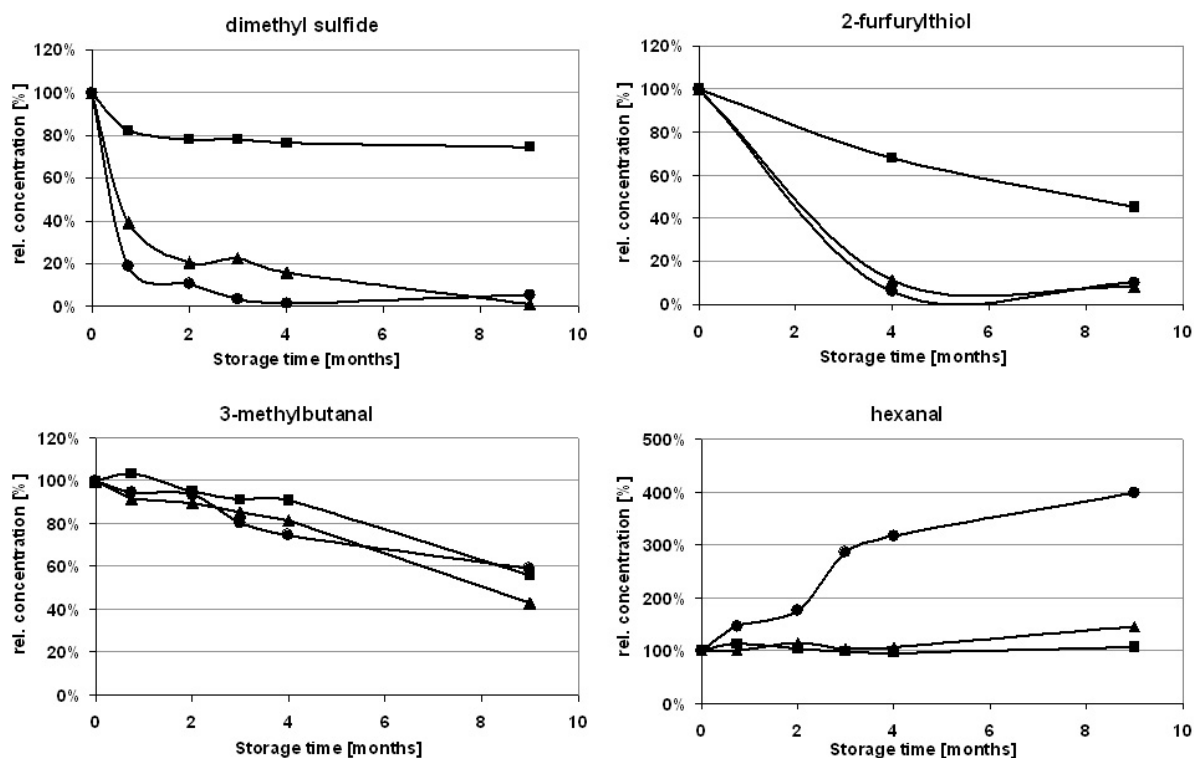 dimethyl sulfide
120%
100%
80%
60%
40%
20%
0%
rel. concentration [%]
0 2 4 6 8 10
Storage time [months]
2-furfurylthiol
120%
100%
80%
60%
40%
20%
0%
rel. concentration [%]
0 2 4 6 8 10
Storage time [months]
3-methylbutanal
120%
100%
80%
60%
40%
20%
0%
rel. concentration [%]
0 2 4 6 8 10
Storage time [months]
hexanal
500%
400%
300%
200%
100%
0%
rel. concentration [%]
0 2 4 6 8 10
Storage time [months]